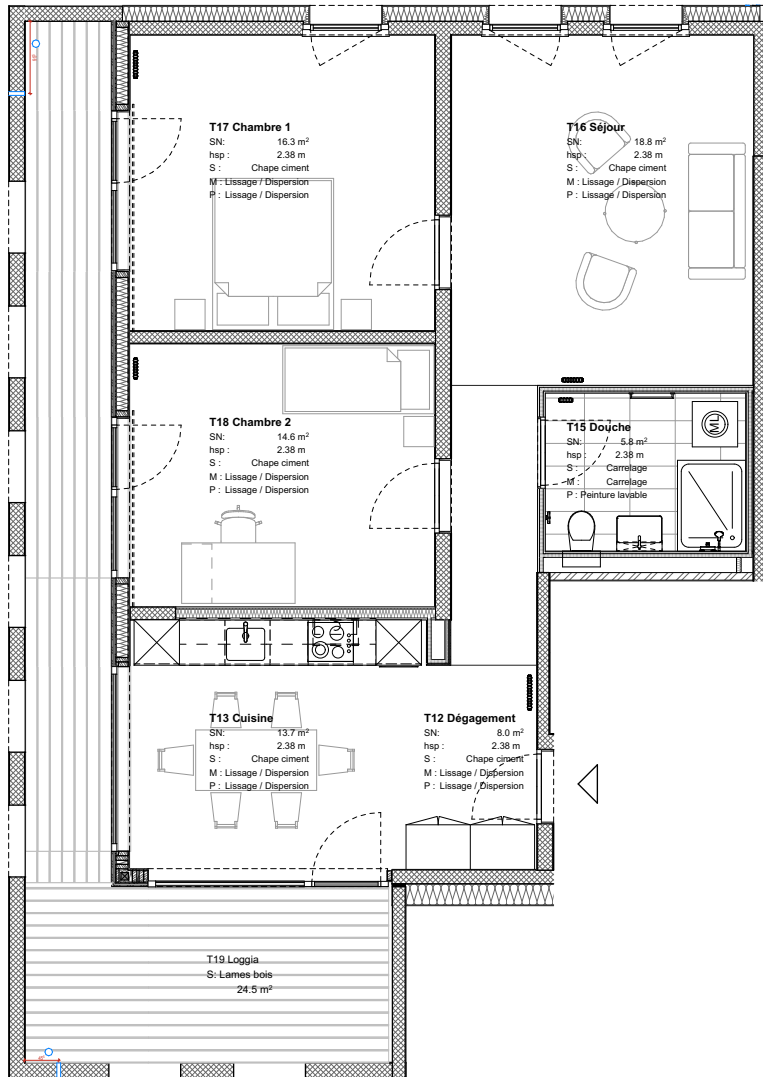 T17 Chambre 1
SN: 16.3 m²
hsp : 2.38 m
S : Chape ciment
M : Lissage / Dispersion
P : Lissage / Dispersion
T16 Séjour
SN: 18.8 m²
hsp : 2.38 m
S : Chape ciment
M : Lissage / Dispersion
P : Lissage / Dispersion
T18 Chambre 2
SN: 14.6 m²
hsp : 2.38 m
S : Chape ciment
M : Lissage / Dispersion
P : Lissage / Dispersion
T15 Douche
SN: 5.8 m²
hsp : 2.38 m
S : Carrelage
M : Carrelage
P : Peinture lavable
ML
T13 Cuisine
SN: 13.7 m²
hsp : 2.38 m
S : Chape ciment
M : Lissage / Dispersion
P : Lissage / Dispersion
T12 Dégagement
SN: 8.0 m²
hsp : 2.38 m
S : Chape ciment
M : Lissage / Dispersion
P : Lissage / Dispersion
T19 Loggia
S: Lames bois
24.5 m²